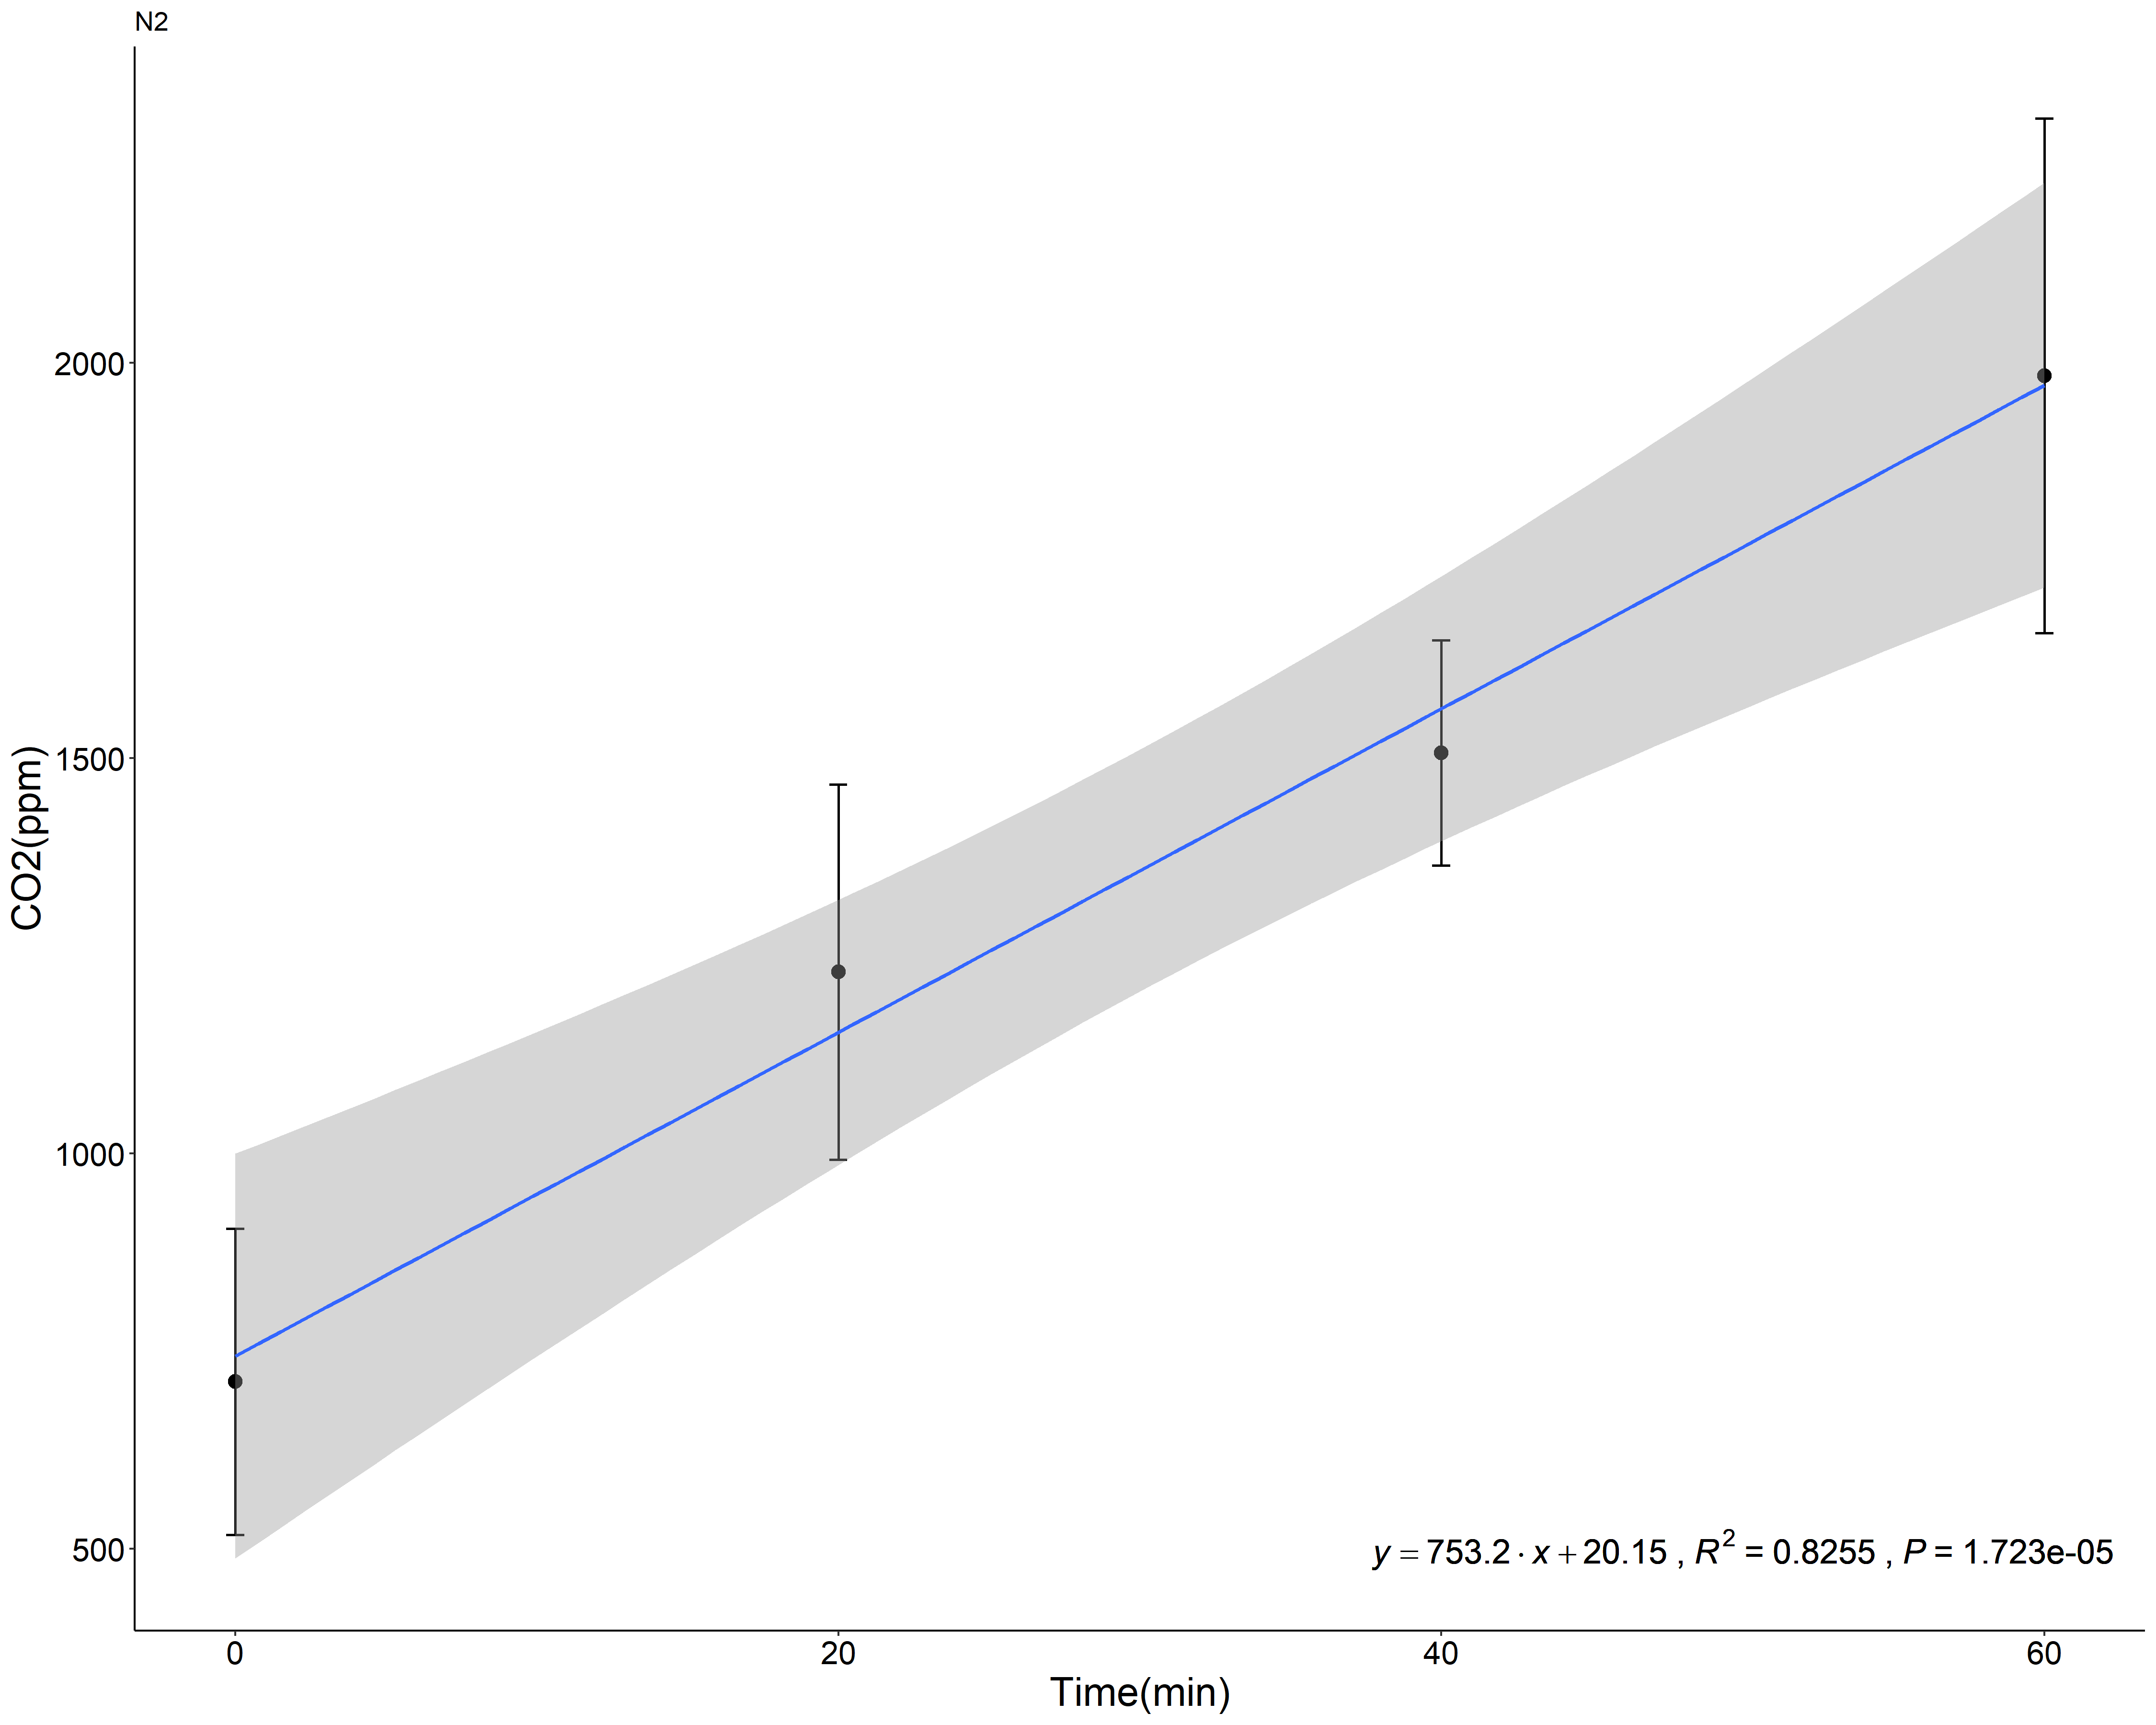 N2
2000
1500
1000
500
CO2(ppm)
y = 753.2 · x + 20.15 , R² = 0.8255 , P = 1.723e-05
0 20 40 60
Time(min)